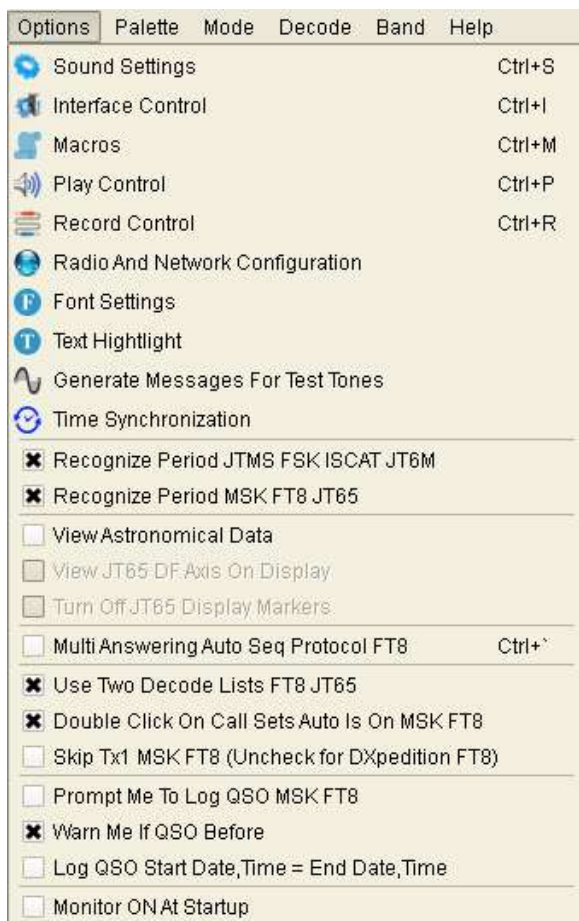 Options Palette Mode Decode Band Help
Sound Settings Ctrl+S
Interface Control Ctrl+I
Macros Ctrl+M
Play Control Ctrl+P
Record Control Ctrl+R
Radio And Network Configuration
F Font Settings
T Text Hightlight
Generate Messages For Test Tones
Time Synchronization
Recognize Period JTMS FSK ISCAT JT6M
Recognize Period MSK FT8 JT65
View Astronomical Data
View JT65 DF Axis On Display
Turn Off JT65 Display Markers
Multi Answering Auto Seq Protocol FT8 Ctrl+`
Use Two Decode Lists FT8 JT65
Double Click On Call Sets Auto Is On MSK FT8
Skip Tx1 MSK FT8 (Uncheck for DXpedition FT8)
Prompt Me To Log QSO MSK FT8
Warn Me If QSO Before
Log QSO Start Date,Time = End Date,Time
Monitor ON At Startup